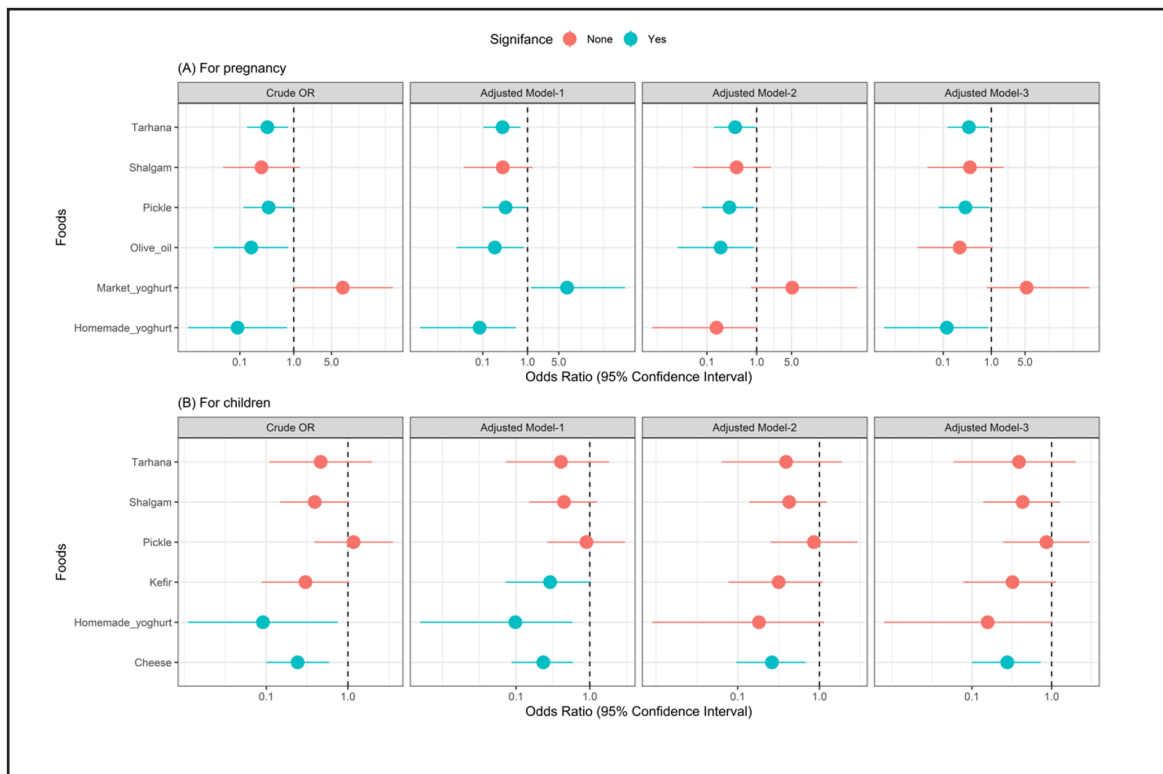 Signifance None Yes
(A) For pregnancy
Crude OR Adjusted Model-1 Adjusted Model-2 Adjusted Model-3
Foods
Tarhana
Shalgam
Pickle
Olive_oil
Market_yoghurt
Homemade_yoghurt
0.1 1.0 5.0 0.1 1.0 5.0 0.1 1.0 5.0 0.1 1.0 5.0
Odds Ratio (95% Confidence Interval)
(B) For children
Crude OR Adjusted Model-1 Adjusted Model-2 Adjusted Model-3
Foods
Tarhana
Shalgam
Pickle
Kefir
Homemade_yoghurt
Cheese
0.1 1.0 0.1 1.0 0.1 1.0 0.1 1.0
Odds Ratio (95% Confidence Interval)